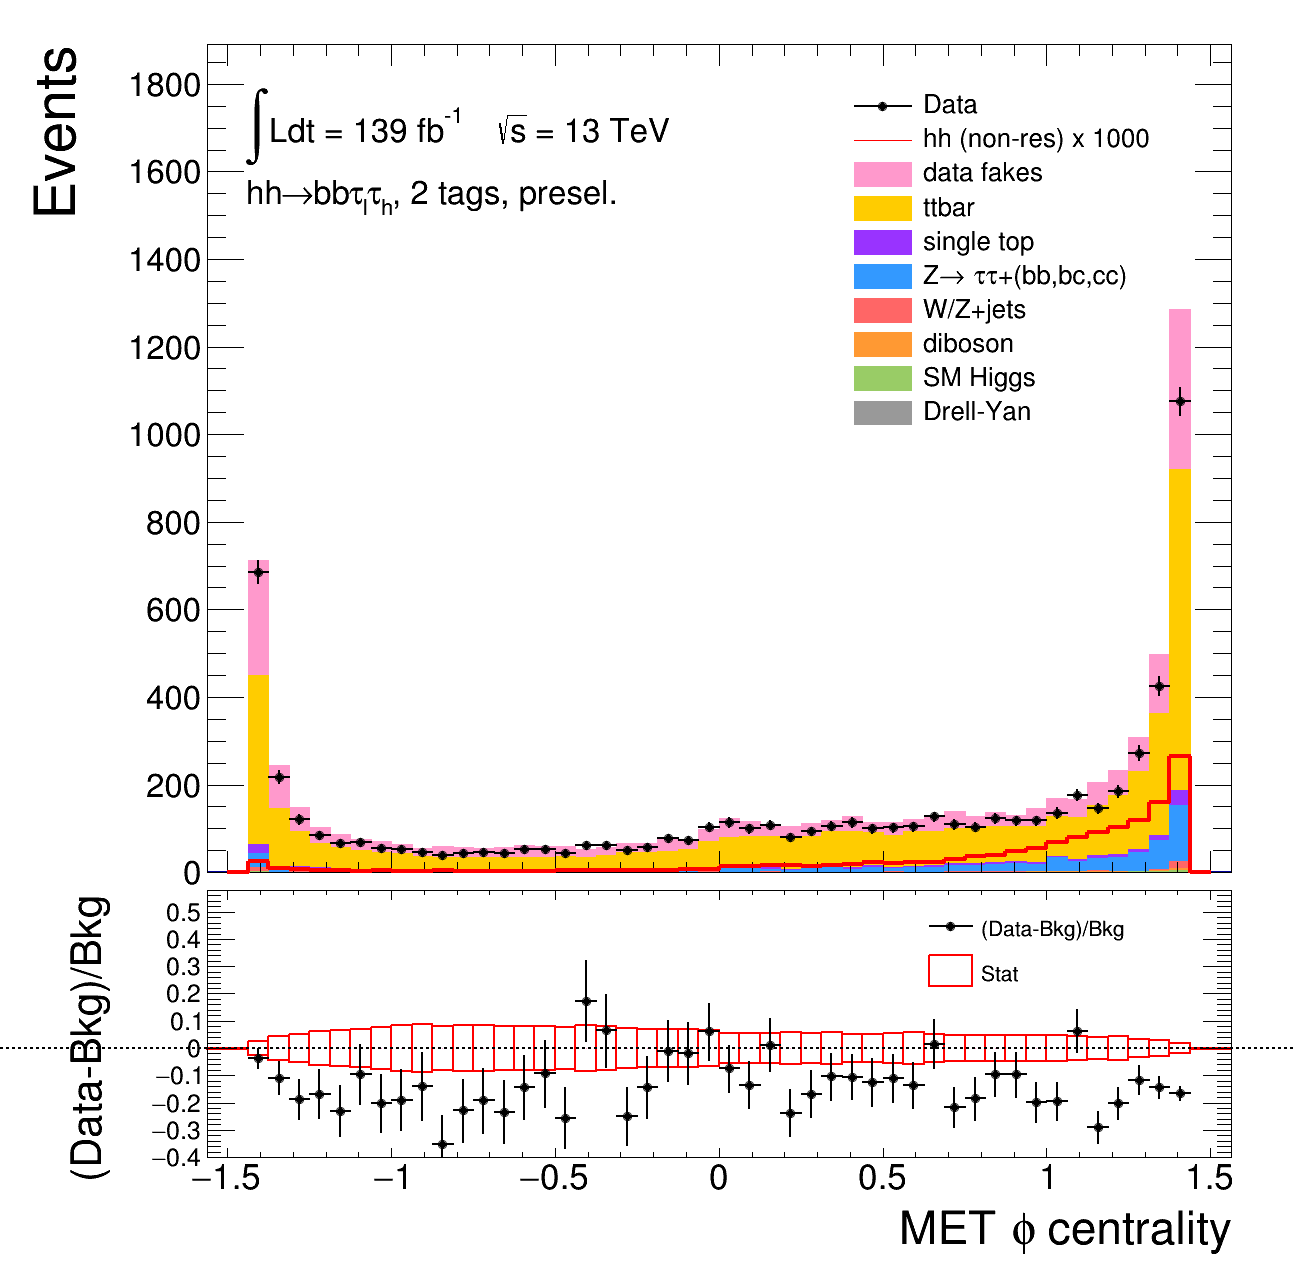 Events
1800
1600
1400
1200
1000
800
600
400
200
0
∫Ldt = 139 fb⁻¹ √s = 13 TeV
hh→bbτₗτₕ, 2 tags, presel.
Data
hh (non-res) x 1000
data fakes
ttbar
single top
Z→ ττ+(bb,bc,cc)
W/Z+jets
diboson
SM Higgs
Drell-Yan
(Data-Bkg)/Bkg
0.5
0.4
0.3
0.2
0.1
0
−0.1
−0.2
−0.3
−0.4
(Data-Bkg)/Bkg
Stat
−1.5 −1 −0.5 0 0.5 1 1.5
MET ϕ centrality